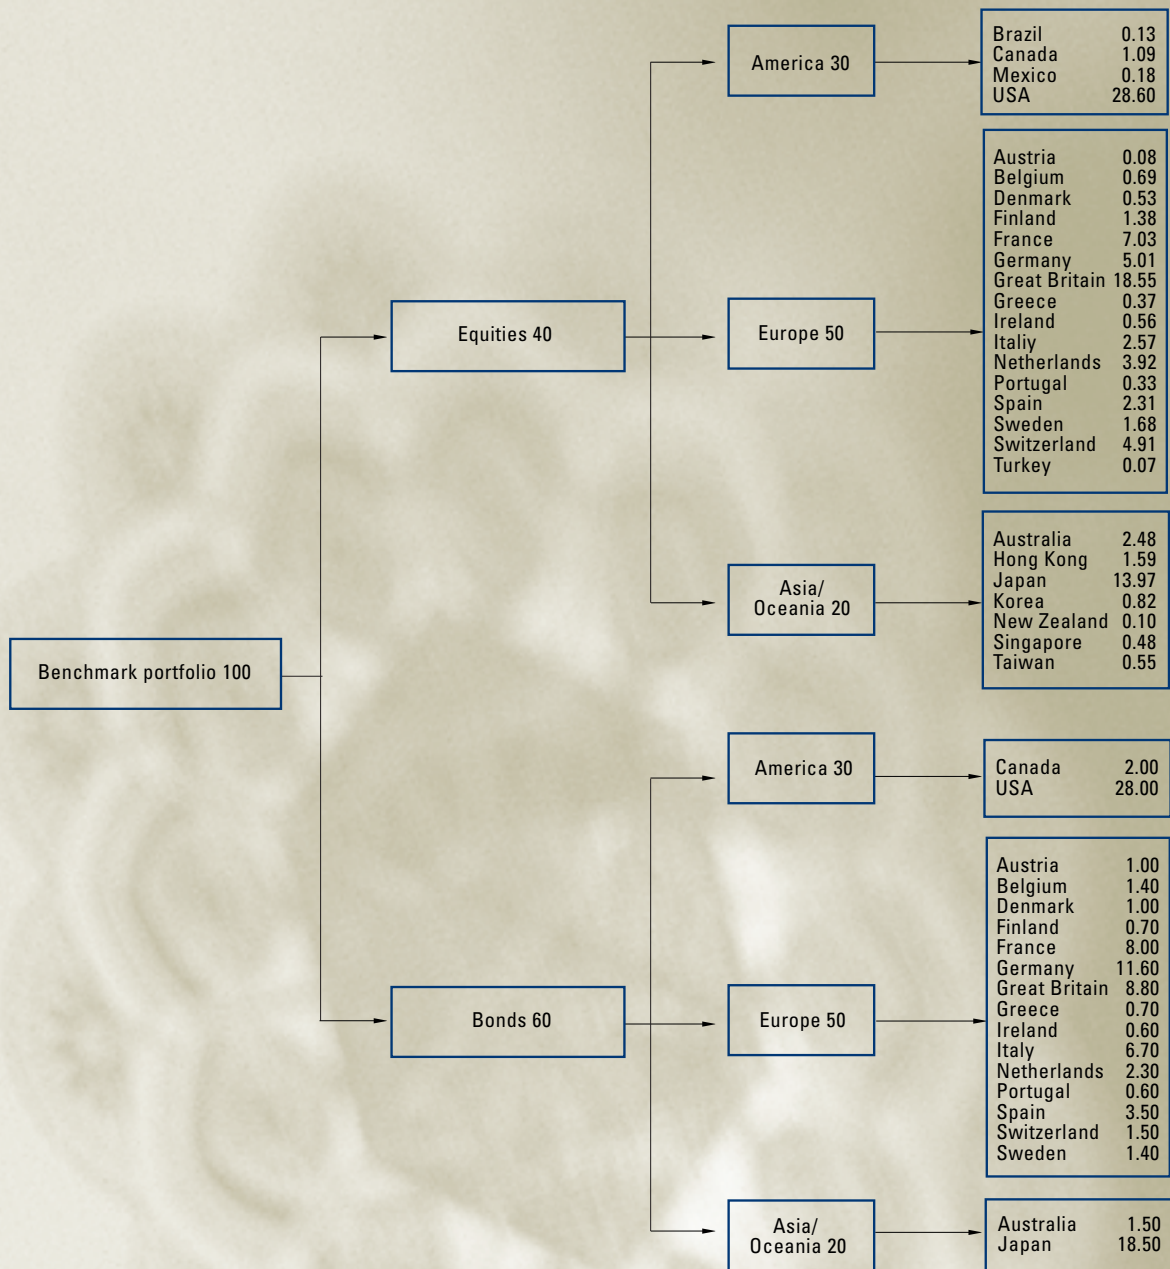 Benchmark portfolio 100
Equities 40
America 30
Brazil 0.13
Canada 1.09
Mexico 0.18
USA 28.60
Europe 50
Austria 0.08
Belgium 0.69
Denmark 0.53
Finland 1.38
France 7.03
Germany 5.01
Great Britain 18.55
Greece 0.37
Ireland 0.56
Italiy 2.57
Netherlands 3.92
Portugal 0.33
Spain 2.31
Sweden 1.68
Switzerland 4.91
Turkey 0.07
Asia/
Oceania 20
Australia 2.48
Hong Kong 1.59
Japan 13.97
Korea 0.82
New Zealand 0.10
Singapore 0.48
Taiwan 0.55
Bonds 60
America 30
Canada 2.00
USA 28.00
Europe 50
Austria 1.00
Belgium 1.40
Denmark 1.00
Finland 0.70
France 8.00
Germany 11.60
Great Britain 8.80
Greece 0.70
Ireland 0.60
Italy 6.70
Netherlands 2.30
Portugal 0.60
Spain 3.50
Switzerland 1.50
Sweden 1.40
Asia/
Oceania 20
Australia 1.50
Japan 18.50